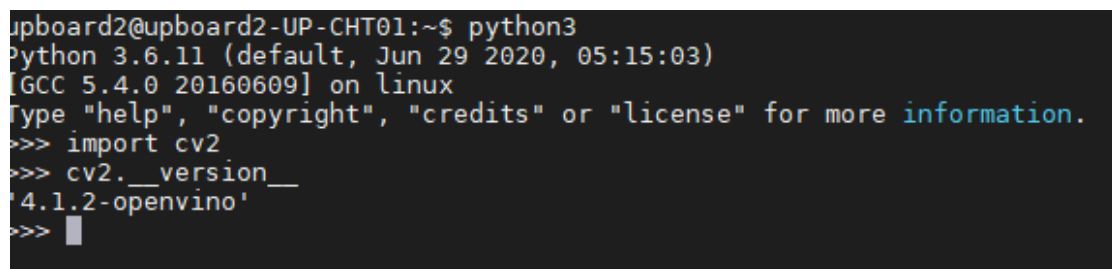 upboard2@upboard2-UP-CHT01:~$ python3
Python 3.6.11 (default, Jun 29 2020, 05:15:03)
[GCC 5.4.0 20160609] on linux
Type "help", "copyright", "credits" or "license" for more information.
>>> import cv2
>>> cv2.__version__
'4.1.2-openvino'
>>>